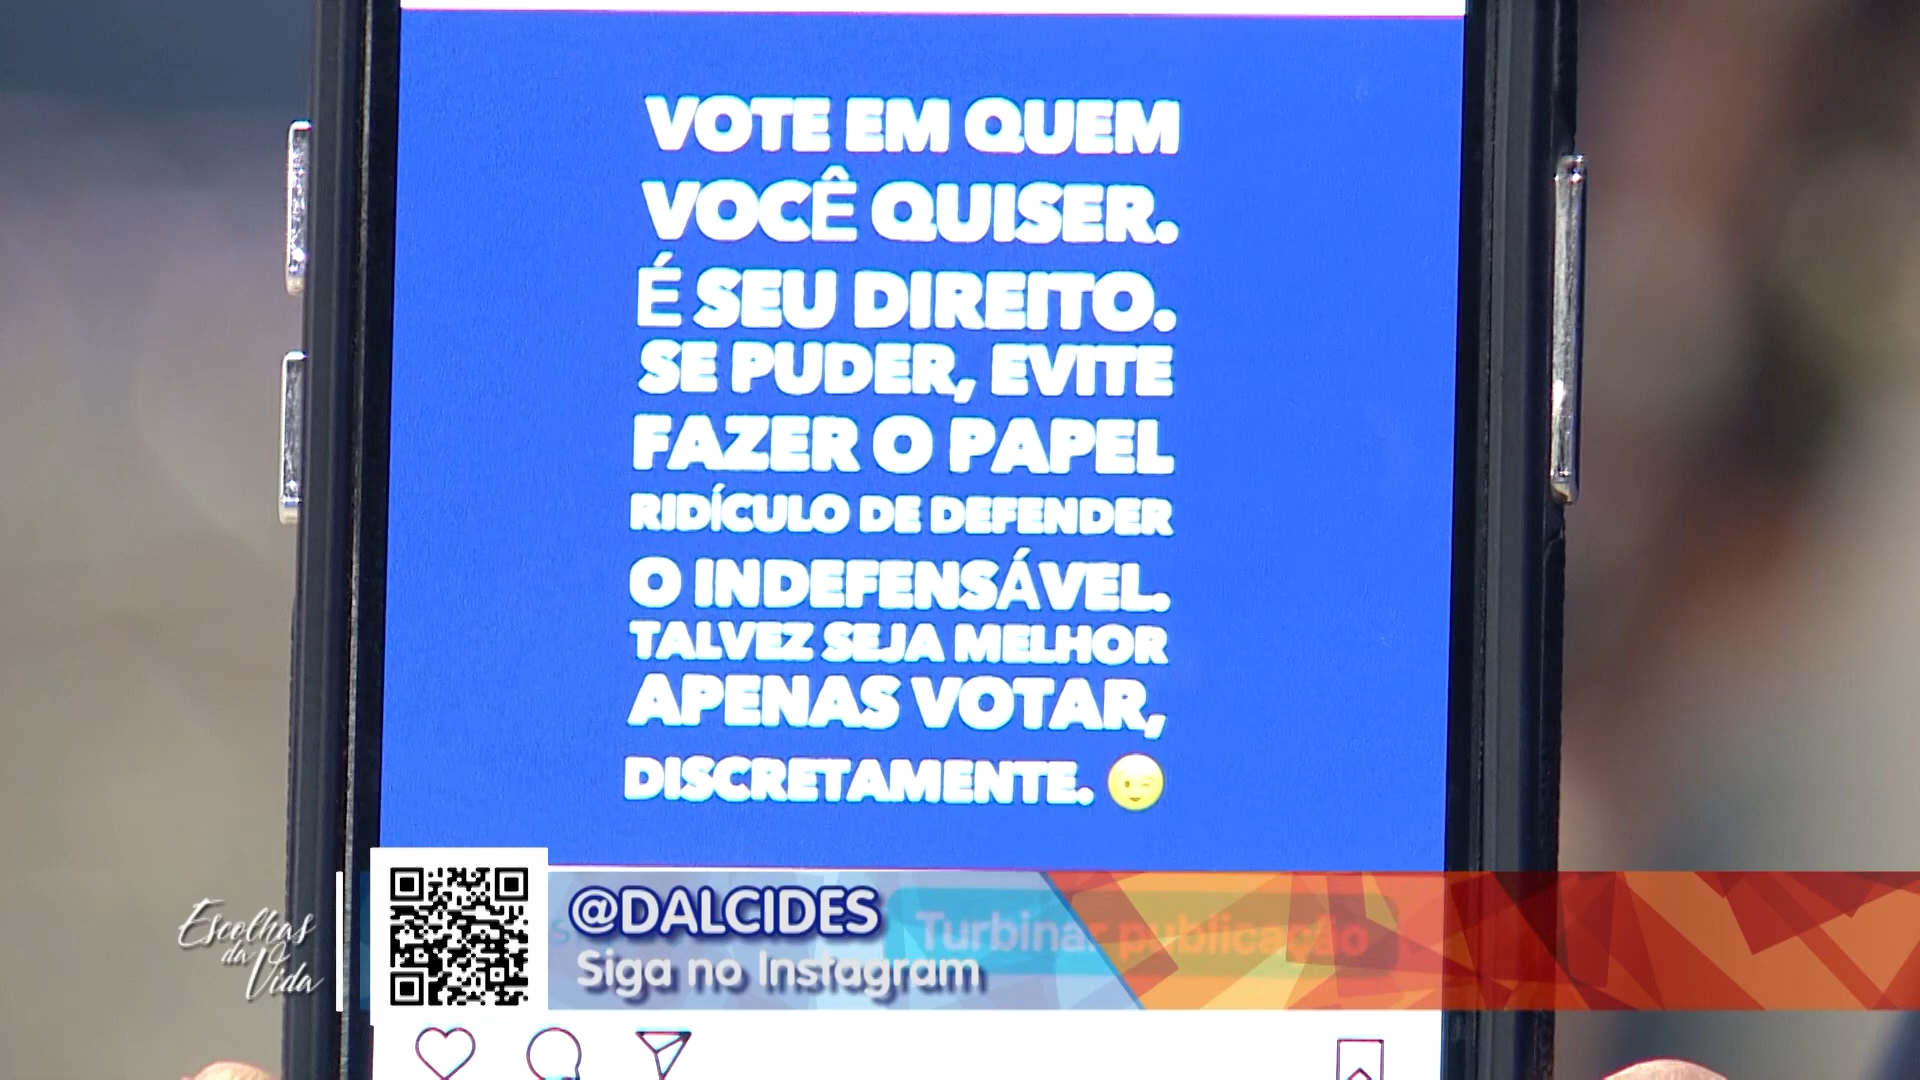 VOTE EM QUEM
VOCÊ QUISER.
É SEU DIREITO.
SE PUDER, EVITE
FAZER O PAPEL
RIDÍCULO DE DEFENDER
O INDEFENSÁVEL.
TALVEZ SEJA MELHOR
APENAS VOTAR,
DISCRETAMENTE. 😉
Escolhas
da
Vida
@DALCIDES
Siga no Instagram
Turbinar publicação